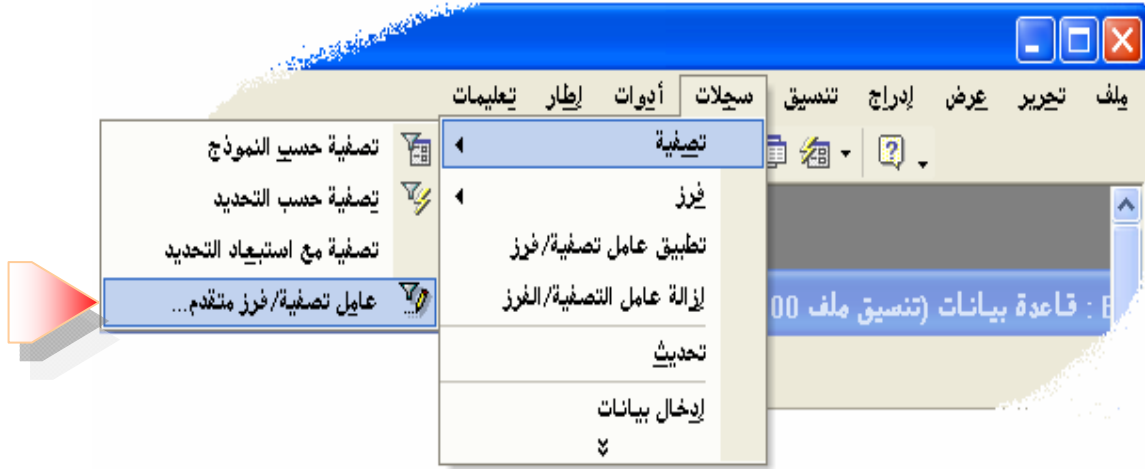 ملف تحرير عرض إدراج تنسيق سجلات أدوات إطار تعليمات
تصفية
فرز
تطبيق عامل تصفية/فرز
إزالة عامل التصفية/الفرز
تحديث
إدخال بيانات
تصفية حسب النموذج
تصفية حسب التحديد
تصفية مع استبعاد التحديد
عامل تصفية/فرز متقدم...
: قاعدة بيانات (تنسيق ملف 00